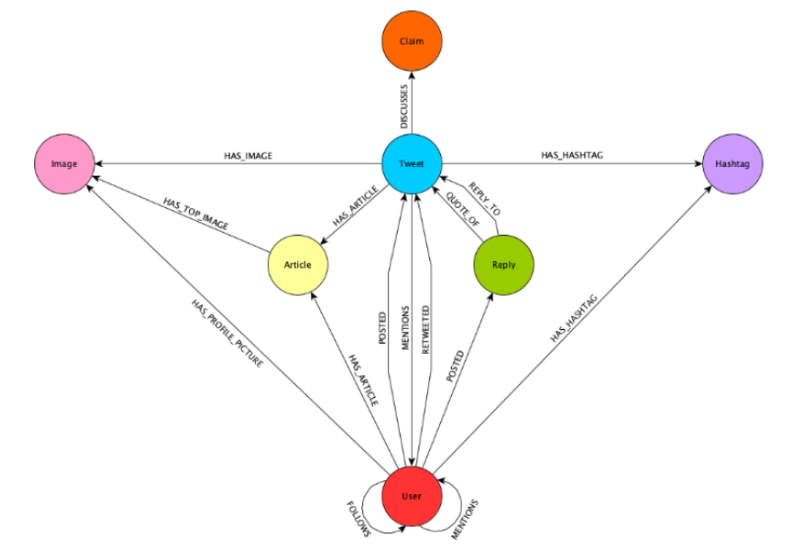 Claim
DISCUSSES
Image
HAS_IMAGE
Tweet
HAS_HASHTAG
Hashtag
HAS_TOP_IMAGE
HAS_ARTICLE
QUOTE_OF
REPLY_TO
Article
Reply
HAS_PROFILE_PICTURE
HAS_ARTICLE
POSTED
MENTIONS
RETWEETED
POSTED
HAS_HASHTAG
User
FOLLOWS
MENTIONS